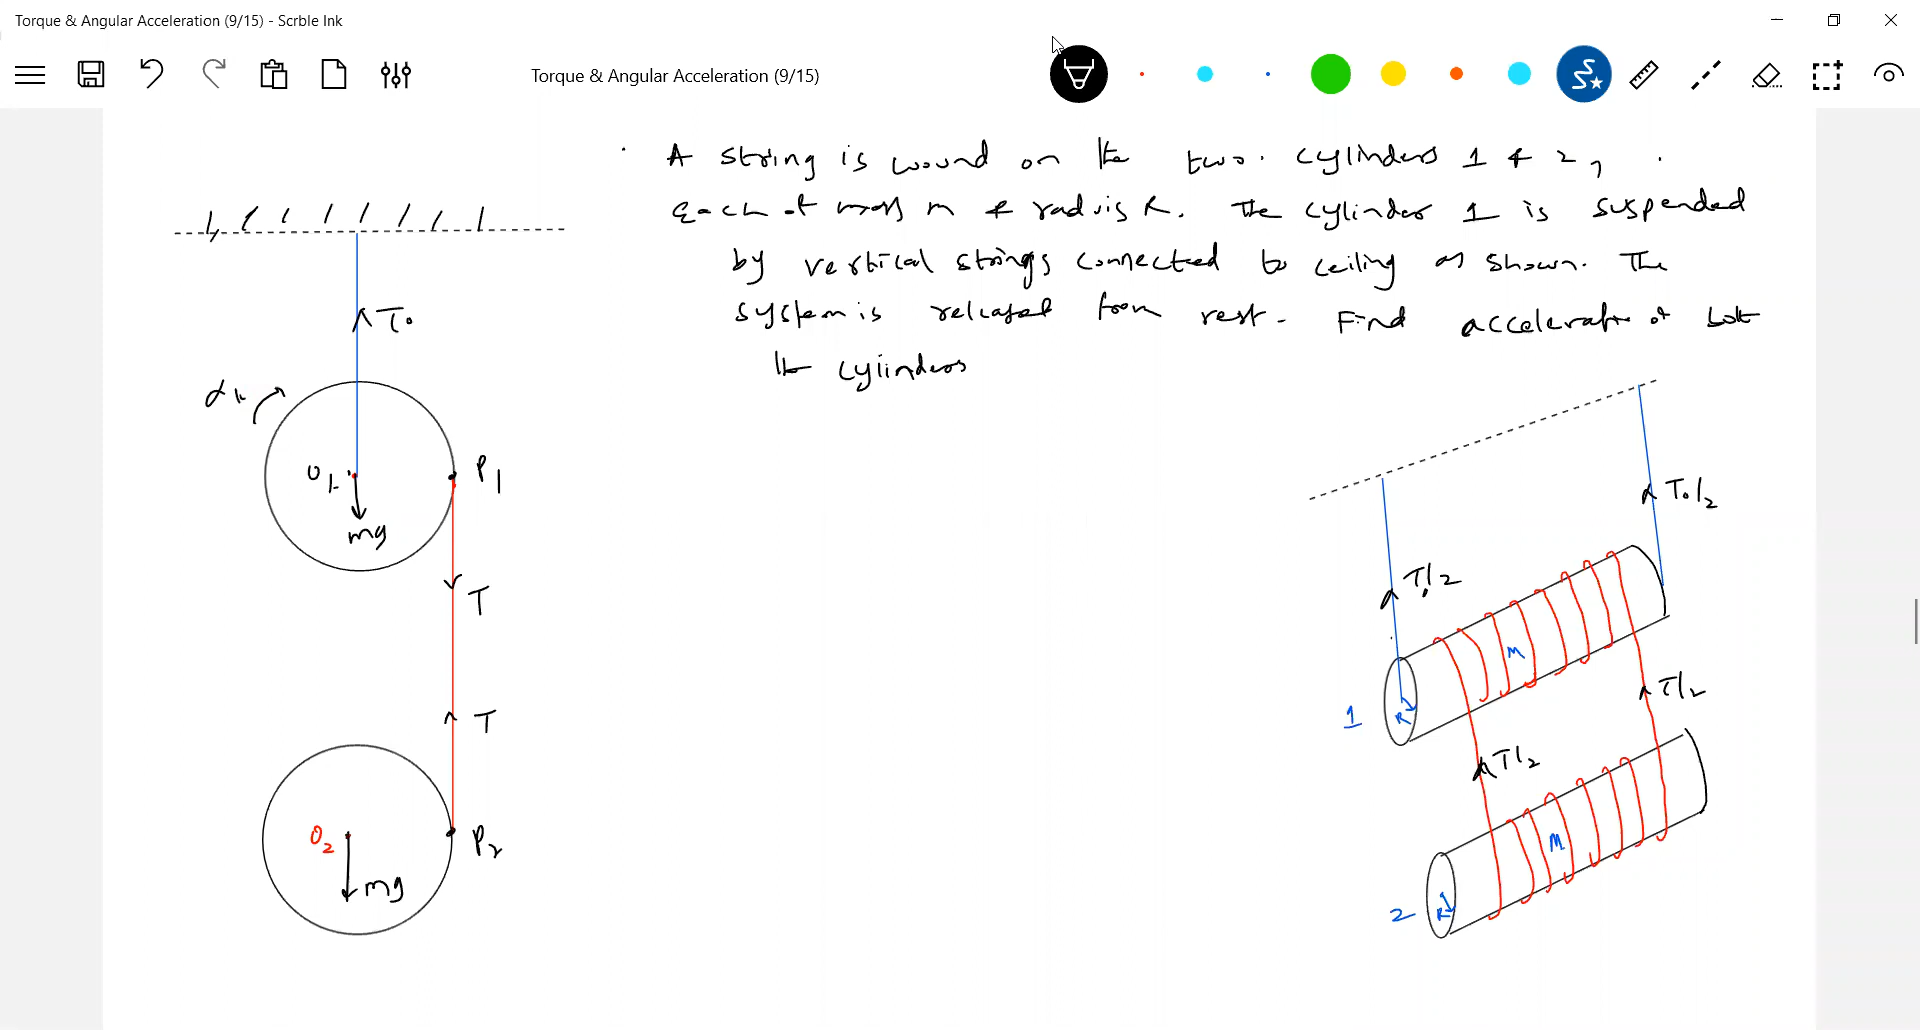 Torque & Angular Acceleration (9/15) - Scrble Ink
Torque & Angular Acceleration (9/15)
A string is wound on the two cylinders 1 & 2,
each of mass m & radius R. The cylinder 1 is suspended
by vertical strings connected to ceiling as shown. The
system is released from rest. Find acceleration of both
the cylinders
T₀
α₁
O₁
P₁
mg
T
T
O₂
P₂
mg
T₀/2
T₀/2
M
1
R
T/2
T/2
M
2
R